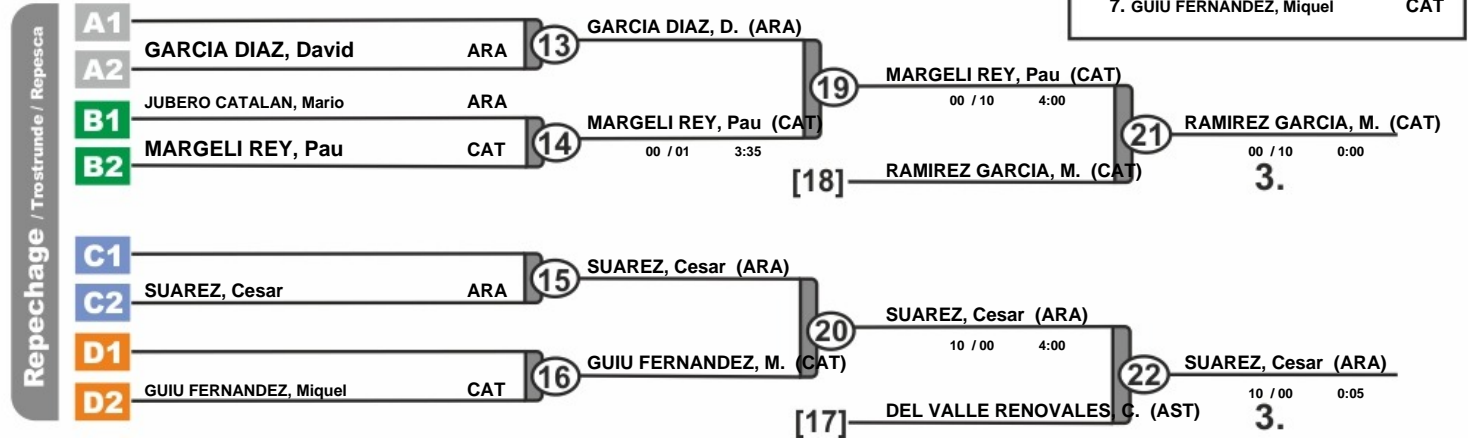 7. GUIU FERNANDEZ, Miquel CAT
Repechage / Trostrunde / Repesca
A1
GARCIA DIAZ, David ARA
A2
13
GARCIA DIAZ, D. (ARA)
B1
JUBERO CATALAN, Mario ARA
MARGELI REY, Pau CAT
B2
14
MARGELI REY, Pau (CAT)
00 / 01 3:35
19
MARGELI REY, Pau (CAT)
00 / 10 4:00
[18]
RAMIREZ GARCIA, M. (CAT)
21
RAMIREZ GARCIA, M. (CAT)
00 / 10 0:00
3.
C1
C2
SUAREZ, Cesar ARA
15
SUAREZ, Cesar (ARA)
D1
D2
GUIU FERNANDEZ, Miquel CAT
16
GUIU FERNANDEZ, M. (CAT)
20
SUAREZ, Cesar (ARA)
10 / 00 4:00
[17]
DEL VALLE RENOVALES, C. (AST)
22
SUAREZ, Cesar (ARA)
10 / 00 0:05
3.